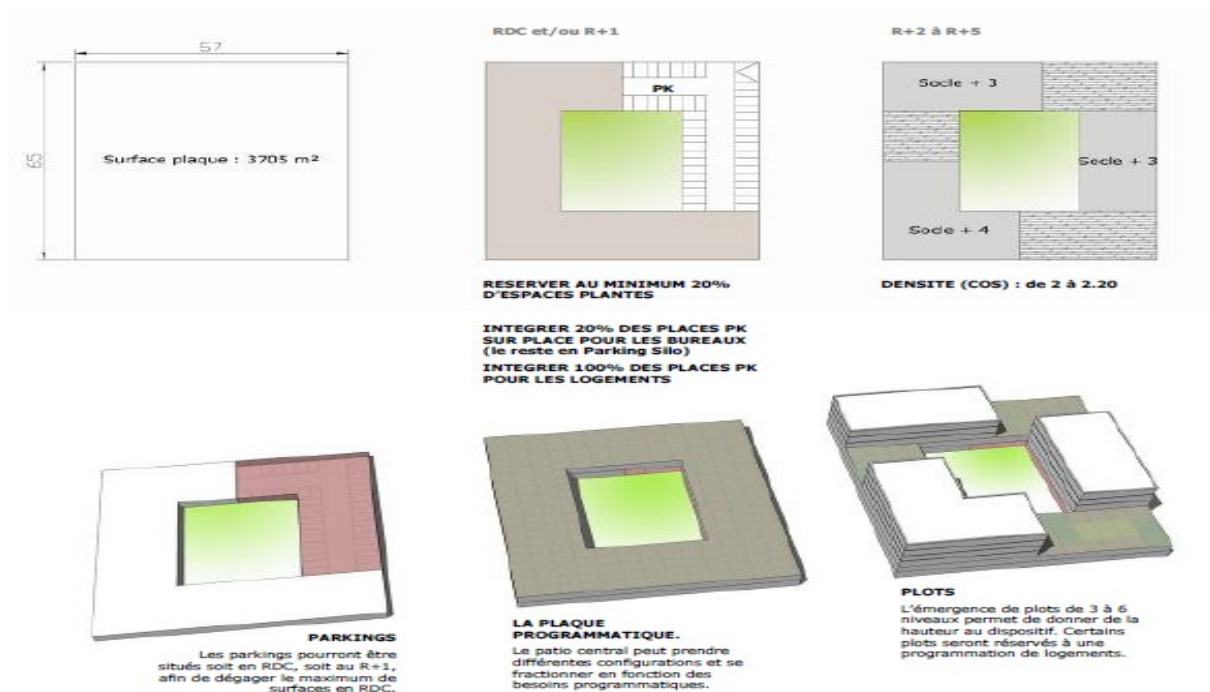 57
65
Surface plaque : 3705 m²
RDC et/ou R+1
PK
RESERVER AU MINIMUM 20%
D'ESPACES PLANTES
INTEGRER 20% DES PLACES PK
SUR PLACE POUR LES BUREAUX
(le reste en Parking Silo)
INTEGRER 100% DES PLACES PK
POUR LES LOGEMENTS
R+2 à R+5
Socle + 3
Socle + 3
Socle + 4
DENSITE (COS) : de 2 à 2.20
PARKINGS
Les parkings pourront être
situés soit en RDC, soit au R+1,
afin de dégager le maximum de
surfaces en RDC.
LA PLAQUE
PROGRAMMATIQUE.
Le patio central peut prendre
différentes configurations et se
fractionner en fonction des
besoins programmatiques.
PLOTS
L'émergence de plots de 3 à 6
niveaux permet de donner de la
hauteur au dispositif. Certains
plots seront réservés à une
programmation de logements.